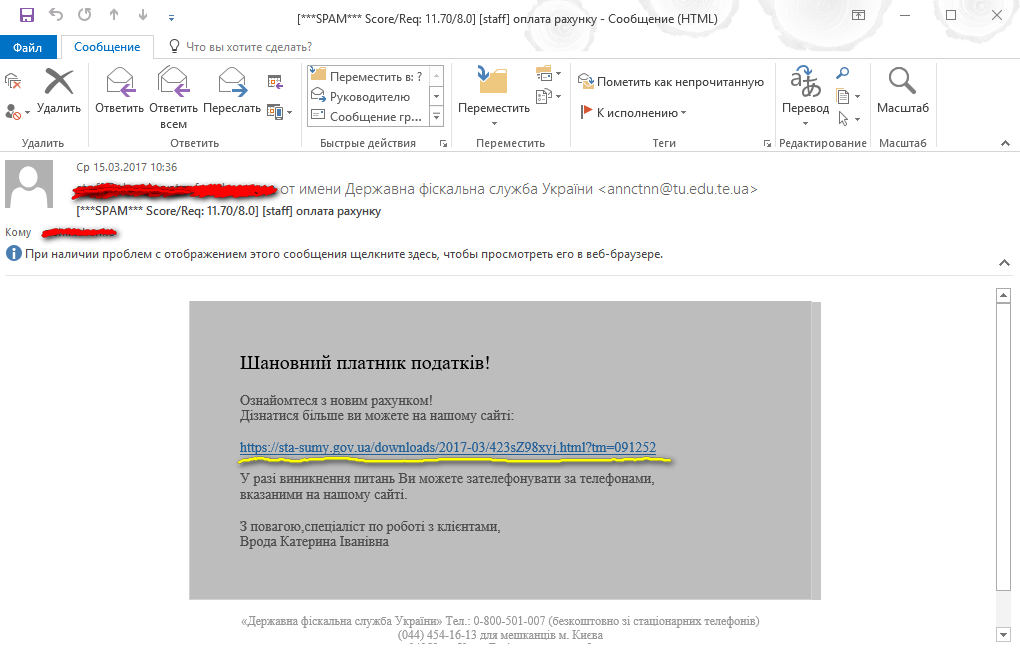 [***SPAM*** Score/Req: 11.70/8.0] [staff] оплата рахунку - Сообщение (HTML)
Файл
Сообщение
Что вы хотите сделать?
Удалить
Ответить
Ответить всем
Переслать
Переместить в: ?
Руководителю
Сообщение гр...
Переместить
Пометить как непрочитанную
К исполнению
Перевод
Масштаб
Удалить
Ответить
Быстрые действия
Переместить
Теги
Редактирование
Масштаб
Ср 15.03.2017 10:36
от имени Державна фіскальна служба України <annctnn@tu.edu.te.ua>
[***SPAM*** Score/Req: 11.70/8.0] [staff] оплата рахунку
Кому
При наличии проблем с отображением этого сообщения щелкните здесь, чтобы просмотреть его в веб-браузере.
Шановний платник податків!
Ознайомтеся з новим рахунком!
Дізнатися більше ви можете на нашому сайті:
https://sta-sumy.gov.ua/downloads/2017-03/423sZ98xyj.html?tm=091252
У разі виникнення питань Ви можете зателефонувати за телефонами,
вказаними на нашому сайті.
З повагою,спеціаліст по роботі з клієнтами,
Врода Катерина Іванівна
«Державна фіскальна служба України» Тел.: 0-800-501-007 (безкоштовно зі стаціонарних телефонів)
(044) 454-16-13 для мешканців м. Києва